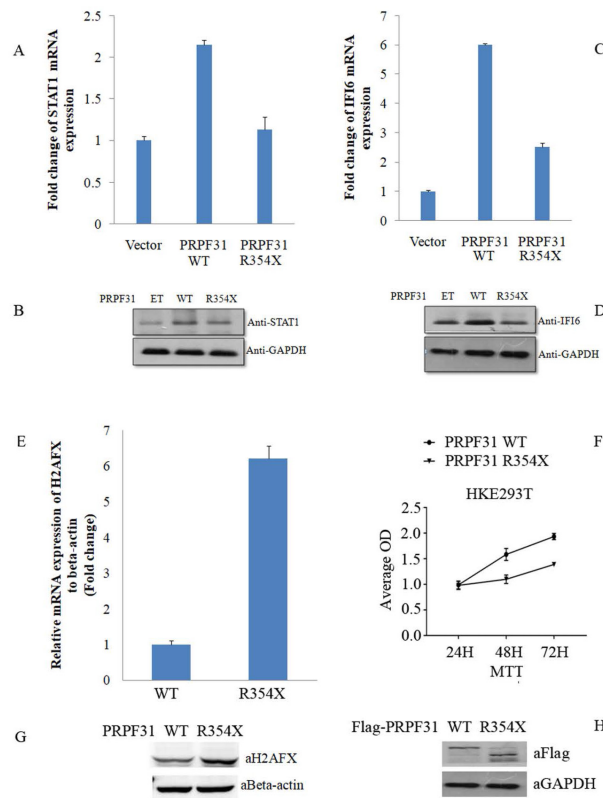 A
Fold change of STAT1 mRNA
expression
2.5
2
1.5
1
0.5
0
Vector
PRPF31
WT
PRPF31
R354X
C
Fold change of IFI6 mRNA
expression
7
6
5
4
3
2
1
0
Vector
PRPF31
WT
PRPF31
R354X
B
PRPF31 ET WT R354X
Anti-STAT1
Anti-GAPDH
D
PRPF31 ET WT R354X
Anti-IFI6
Anti-GAPDH
E
Relative mRNA expression of H2AFX
to beta-actin
(Fold change)
7
6
5
4
3
2
1
0
WT
R354X
F
PRPF31 WT
PRPF31 R354X
HKE293T
Average OD
2.5
2.0
1.5
1.0
0.5
0.0
24H 48H 72H
MTT
G
PRPF31 WT R354X
aH2AFX
aBeta-actin
H
Flag-PRPF31 WT R354X
aFlag
aGAPDH